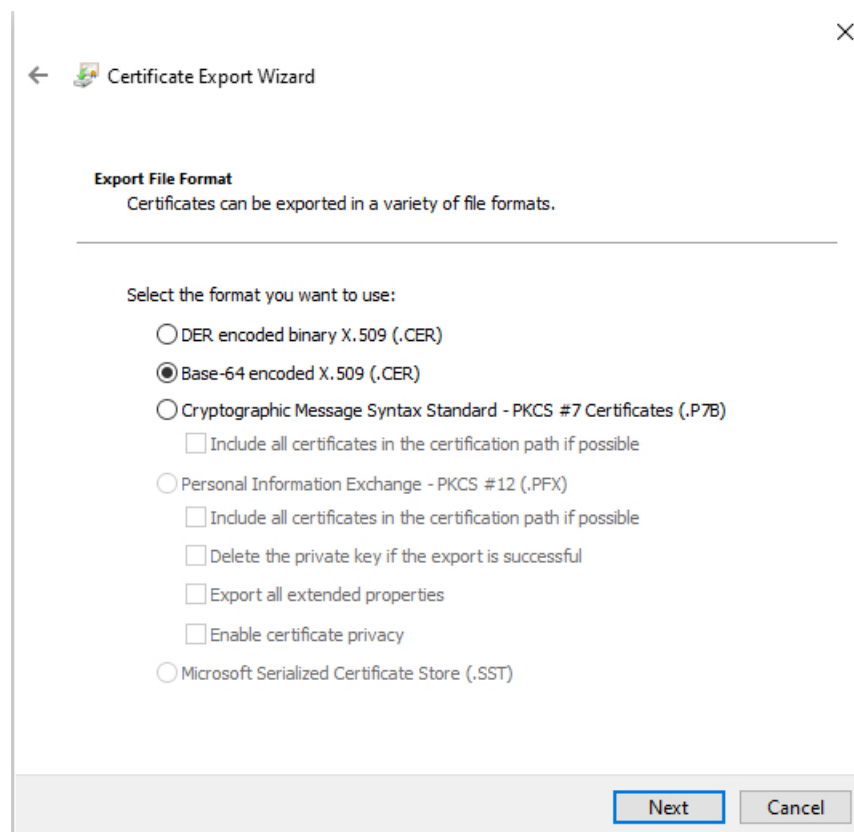 Certificate Export Wizard
Export File Format
Certificates can be exported in a variety of file formats.
Select the format you want to use:
DER encoded binary X.509 (.CER)
Base-64 encoded X.509 (.CER)
Cryptographic Message Syntax Standard - PKCS #7 Certificates (.P7B)
Include all certificates in the certification path if possible
Personal Information Exchange - PKCS #12 (.PFX)
Include all certificates in the certification path if possible
Delete the private key if the export is successful
Export all extended properties
Enable certificate privacy
Microsoft Serialized Certificate Store (.SST)
Next Cancel